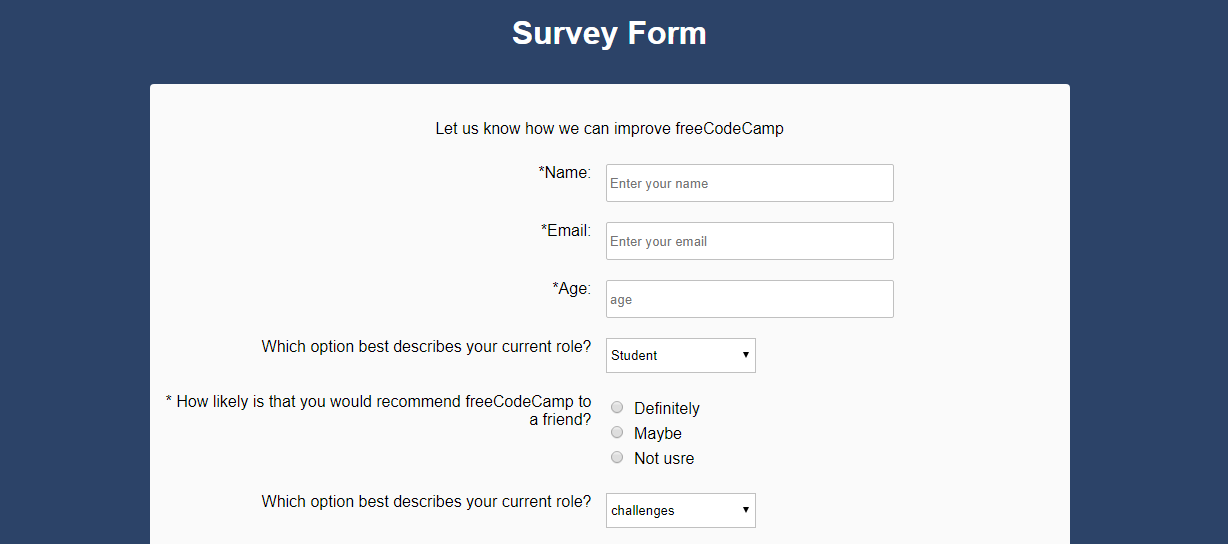 Survey Form
Let us know how we can improve freeCodeCamp
*Name:
Enter your name
*Email:
Enter your email
*Age:
age
Which option best describes your current role?
Student
* How likely is that you would recommend freeCodeCamp to
a friend?
Definitely
Maybe
Not usre
Which option best describes your current role?
challenges